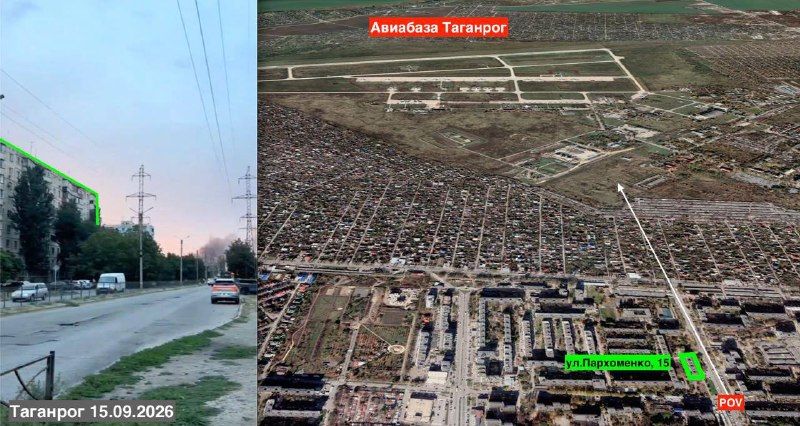 Авиабаза Таганрог
ул.Пархоменко, 15
POV
Таганрог 15.09.2026